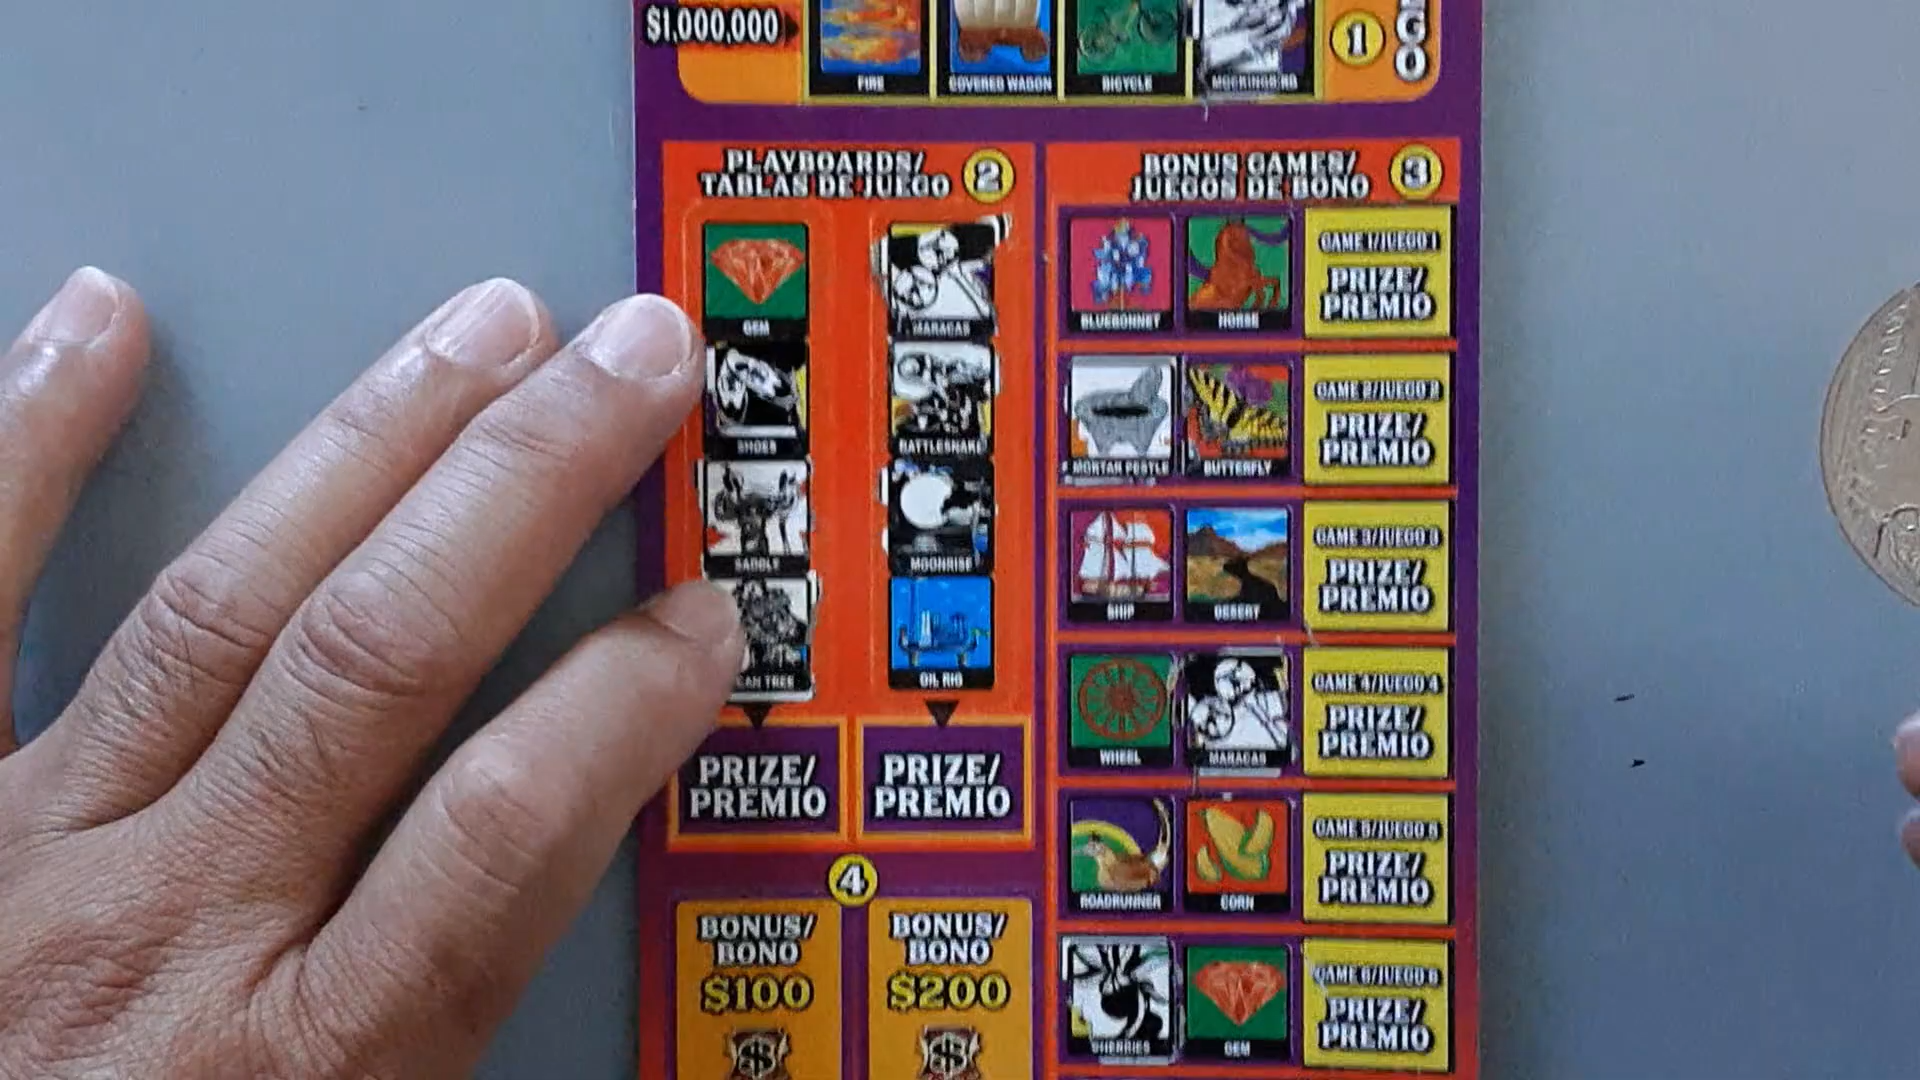 $1,000,000
FIRE
COVERED WAGON
BICYCLE
MOCKINGBIRD
1
GO
PLAYBOARDS/
TABLAS DE JUEGO
2
GEM
SHOES
SADDLE
CAN TREE
MARACAS
RATTLESNAKE
MOONRISE
OIL RIG
PRIZE/
PREMIO
PRIZE/
PREMIO
4
BONUS/
BONO
$100
$
BONUS/
BONO
$200
$
BONUS GAMES/
JUEGOS DE BONO
3
BLUEBONNET
HORSE
GAME 1/JUEGO 1
PRIZE/
PREMIO
MORTAR PESTLE
BUTTERFLY
GAME 2/JUEGO 2
PRIZE/
PREMIO
SHIP
DESERT
GAME 3/JUEGO 3
PRIZE/
PREMIO
WHEEL
MARACAS
GAME 4/JUEGO 4
PRIZE/
PREMIO
ROADRUNNER
CORN
GAME 5/JUEGO 5
PRIZE/
PREMIO
CHERRIES
GEM
GAME 6/JUEGO 6
PRIZE/
PREMIO